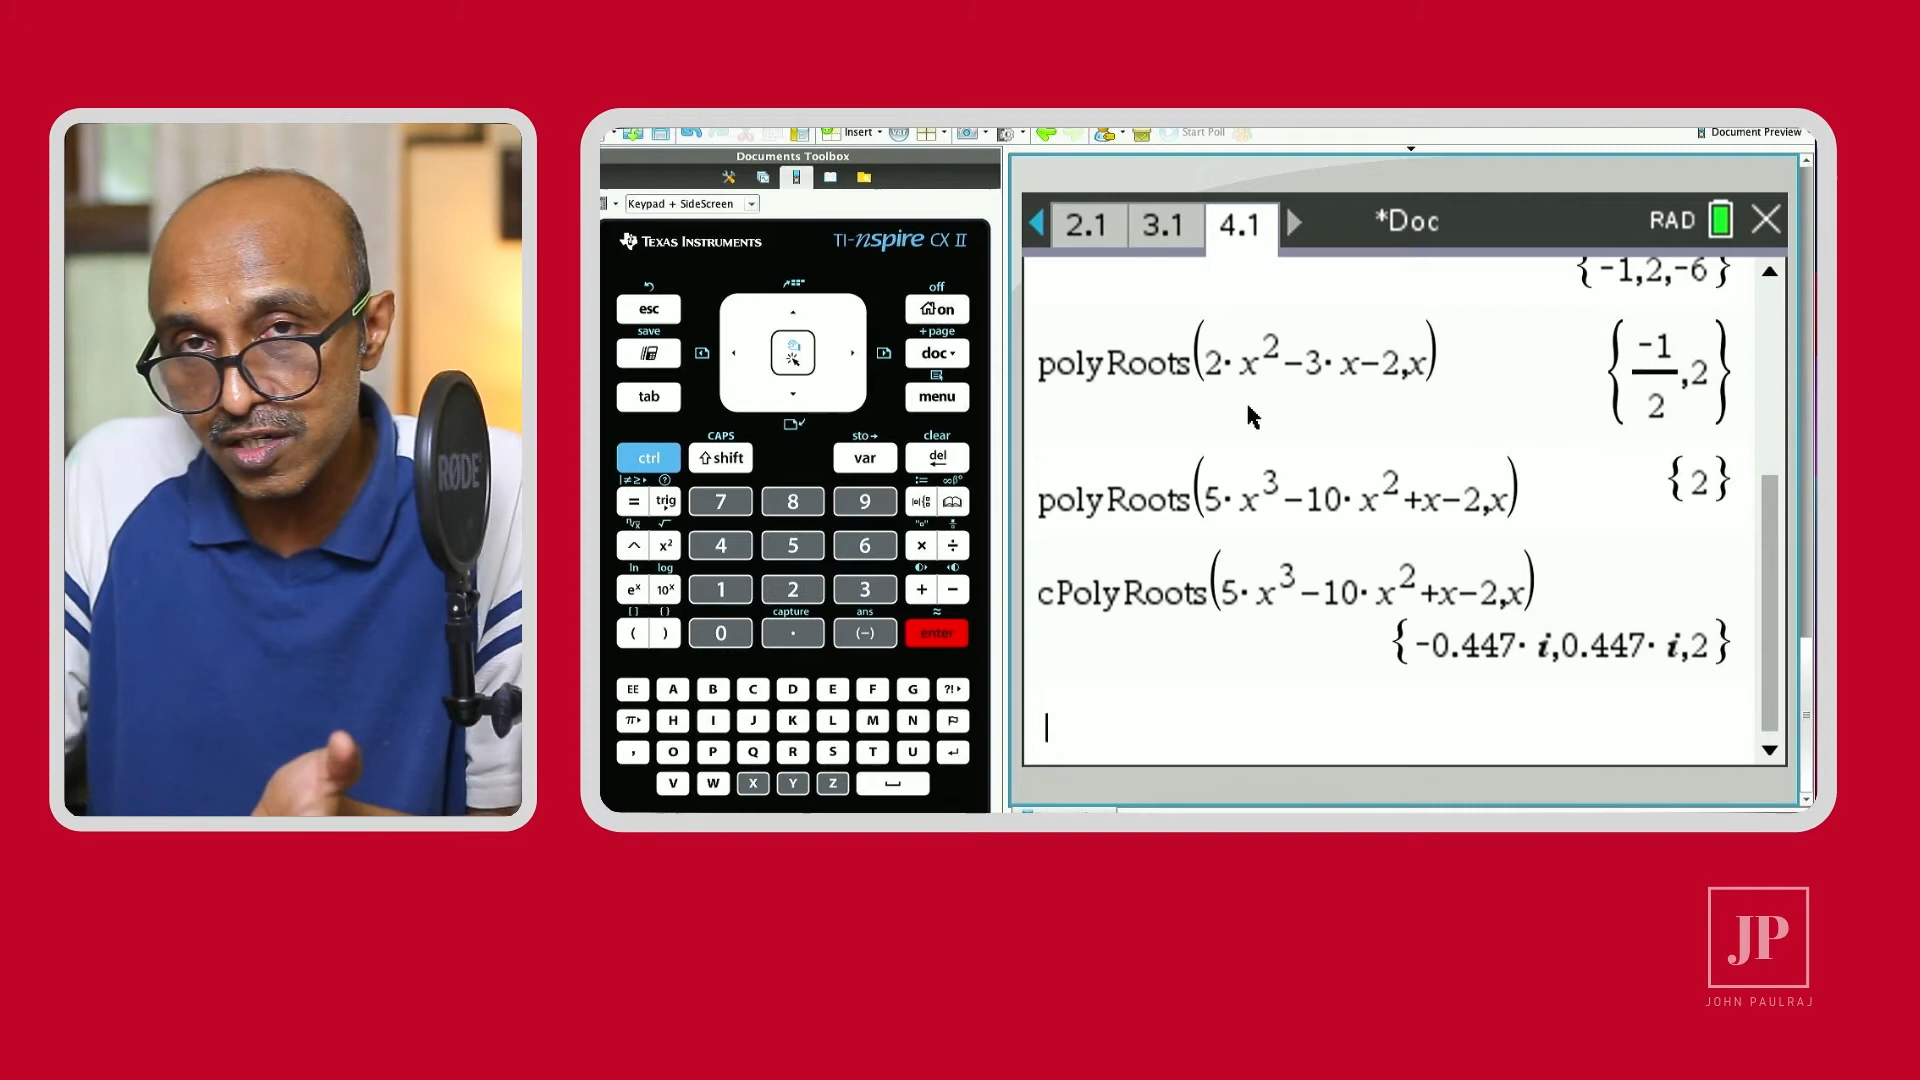 Insert
Start Poll
Document Preview
Documents Toolbox
Keypad + SideScreen
TEXAS INSTRUMENTS
TI-nspire CX II
off
esc
on
save
+page
doc
tab
menu
CAPS
sto→
clear
ctrl
⇧shift
var
del
= trig 7 8 9
^ x² 4 5 6 × ÷
ln log
eˣ 10ˣ 1 2 3 + −
[] {} capture ans ≈
( ) 0 . (−) enter
EE A B C D E F G ?!▸
π▸ H I J K L M N
, O P Q R S T U ↵
V W X Y Z
2.1 3.1 4.1 *Doc RAD
{-1,2,-6}
polyRoots(2·x²−3·x−2,x) {-1/2,2}
polyRoots(5·x³−10·x²+x−2,x) {2}
cPolyRoots(5·x³−10·x²+x−2,x)
{-0.447·i,0.447·i,2}
RØDE
JP
JOHN PAULRAJ